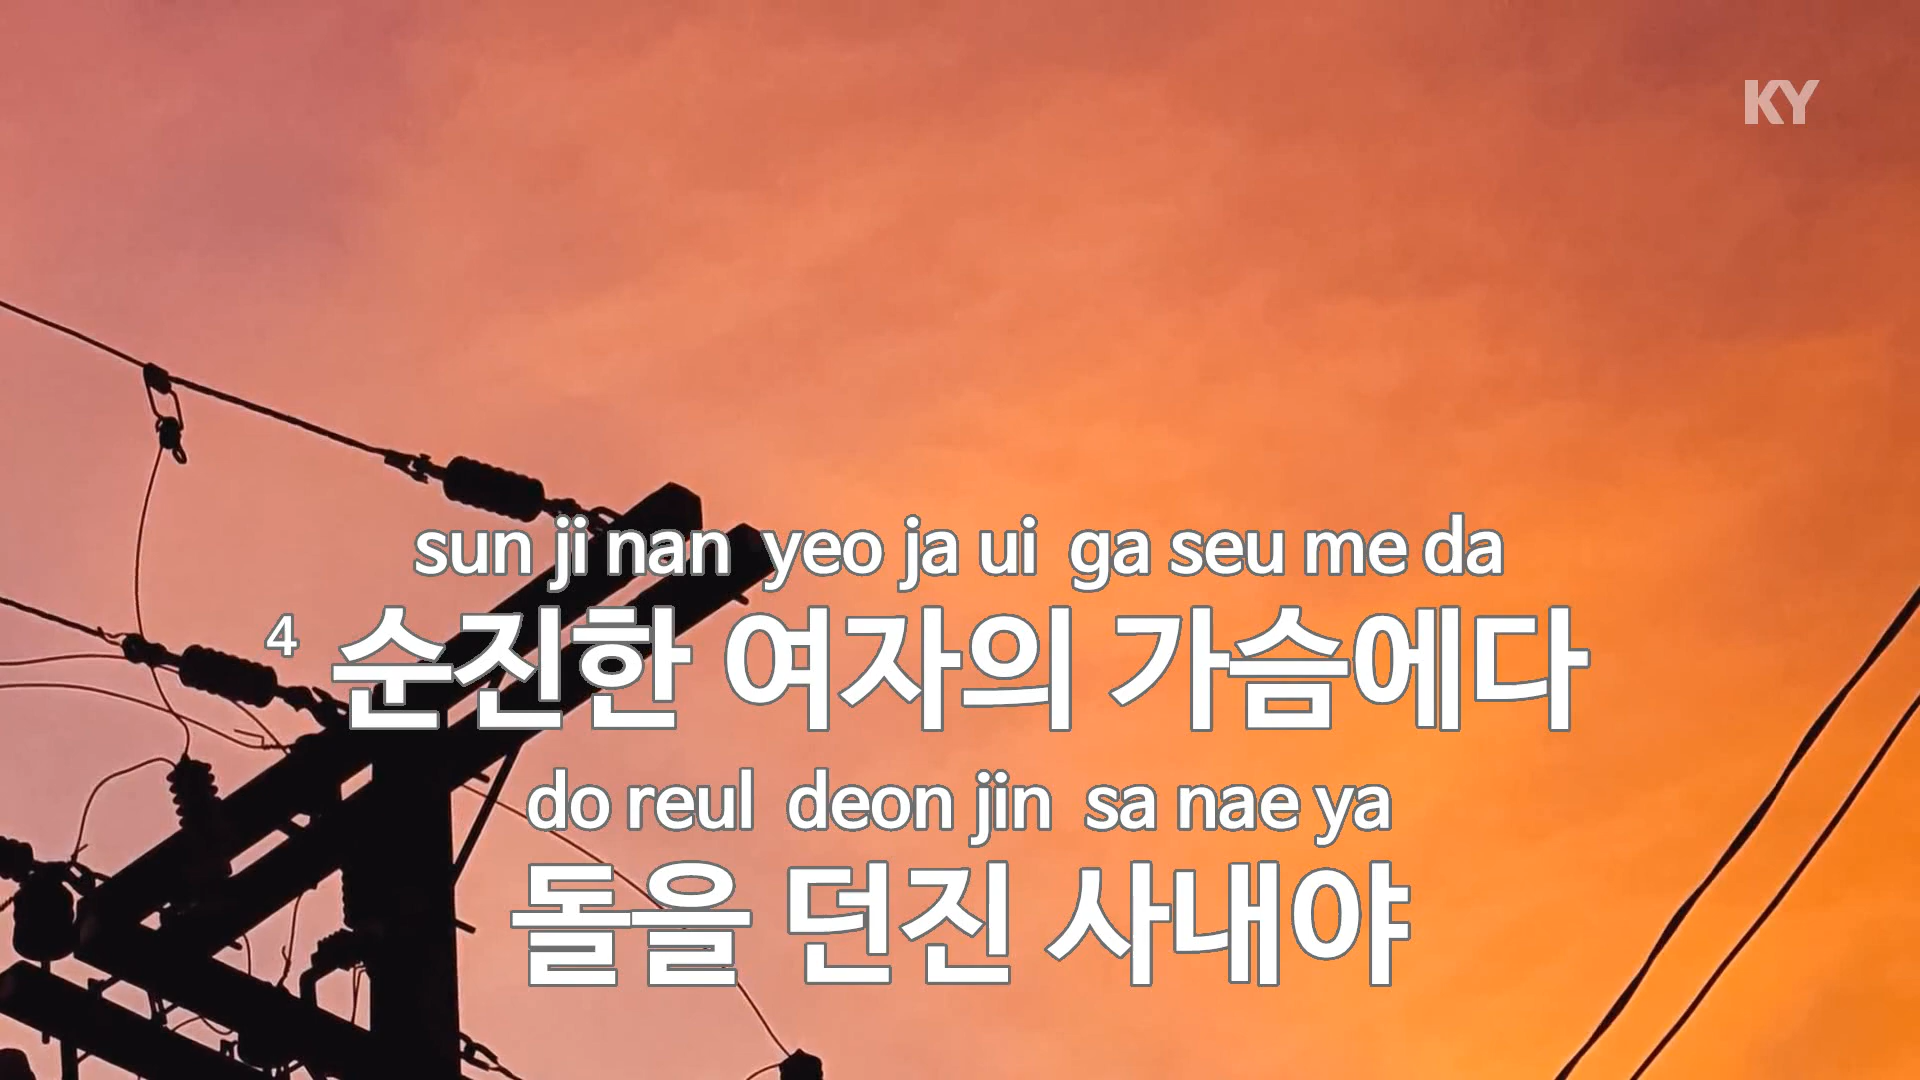 KY
sun ji nan yeo ja ui ga seu me da
4 순진한 여자의 가슴에다
do reul deon jin sa nae ya
돌을 던진 사내야